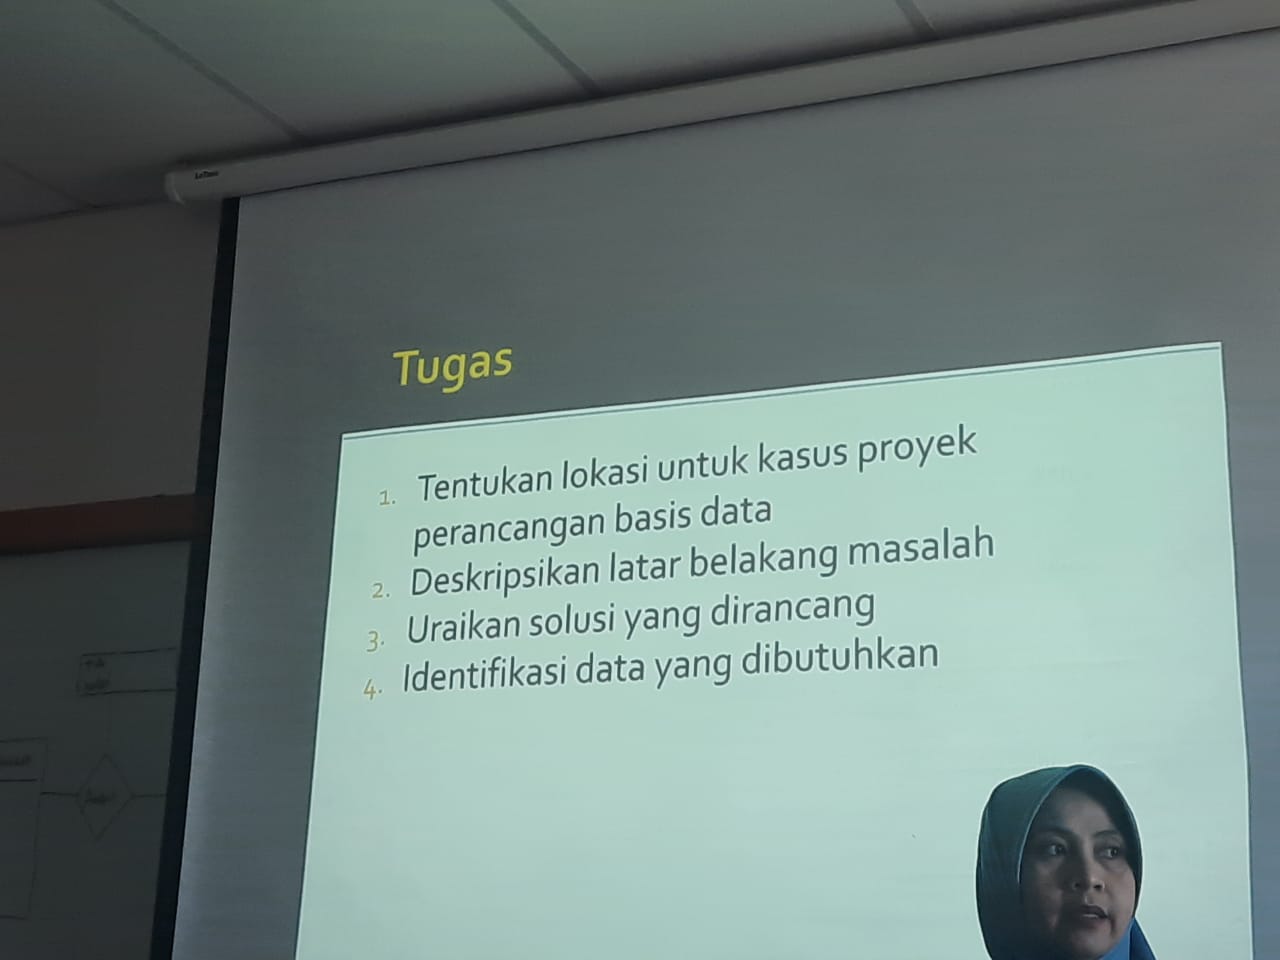 Tugas
1. Tentukan lokasi untuk kasus proyek
perancangan basis data
2. Deskripsikan latar belakang masalah
3. Uraikan solusi yang dirancang
4. Identifikasi data yang dibutuhkan